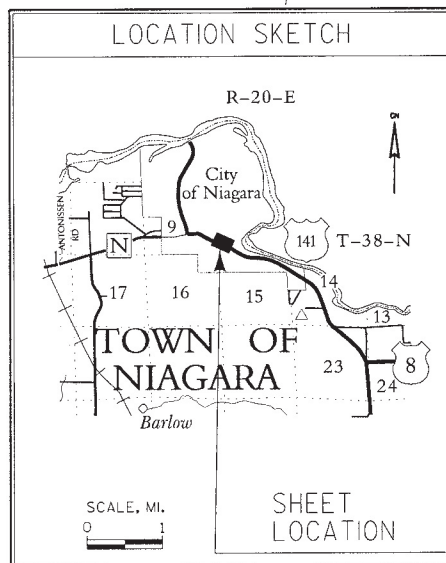 LOCATION SKETCH
R-20-E
City
of Niagara
ANTONISSEN
RD
N
9
141
T-38-N
14
17
16
15
13
TOWN OF
NIAGARA
23
24
8
Barlow
SCALE, MI.
0 1
SHEET
LOCATION